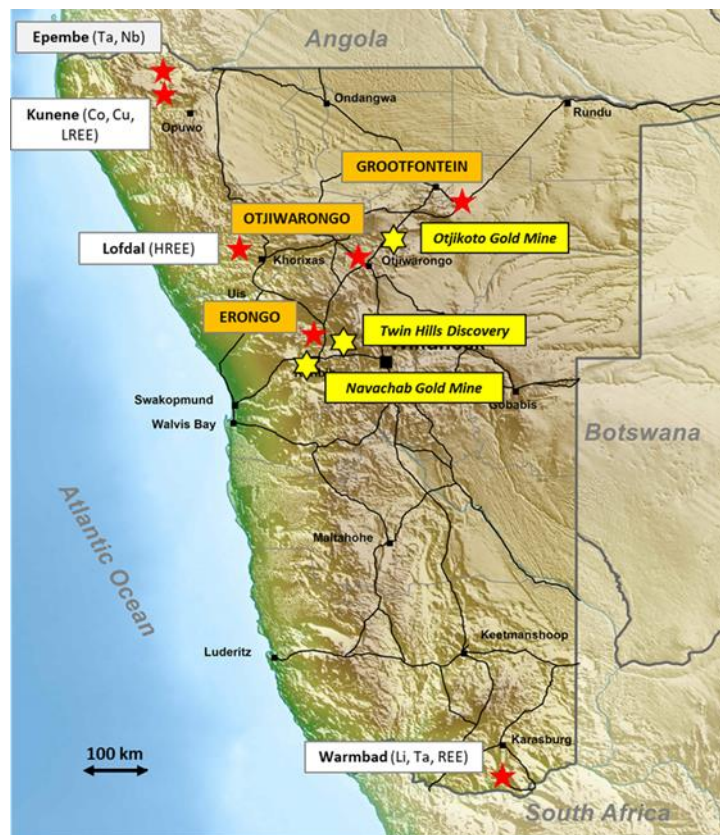 Epembe (Ta, Nb)
Angola
Ondangwa
Rundu
Kunene (Co, Cu,
LREE)
Opuwo
GROOTFONTEIN
OTJIWARONGO
Otjikoto Gold Mine
Lofdal (HREE)
Khorixas
Otjiwarongo
Uis
ERONGO
Twin Hills Discovery
Navachab Gold Mine
Swakopmund
Gobabis
Walvis Bay
Botswana
Atlantic Ocean
Maltahohe
Keetmanshoop
Luderitz
100 km
Warmbad (Li, Ta, REE)
Karasburg
South Africa